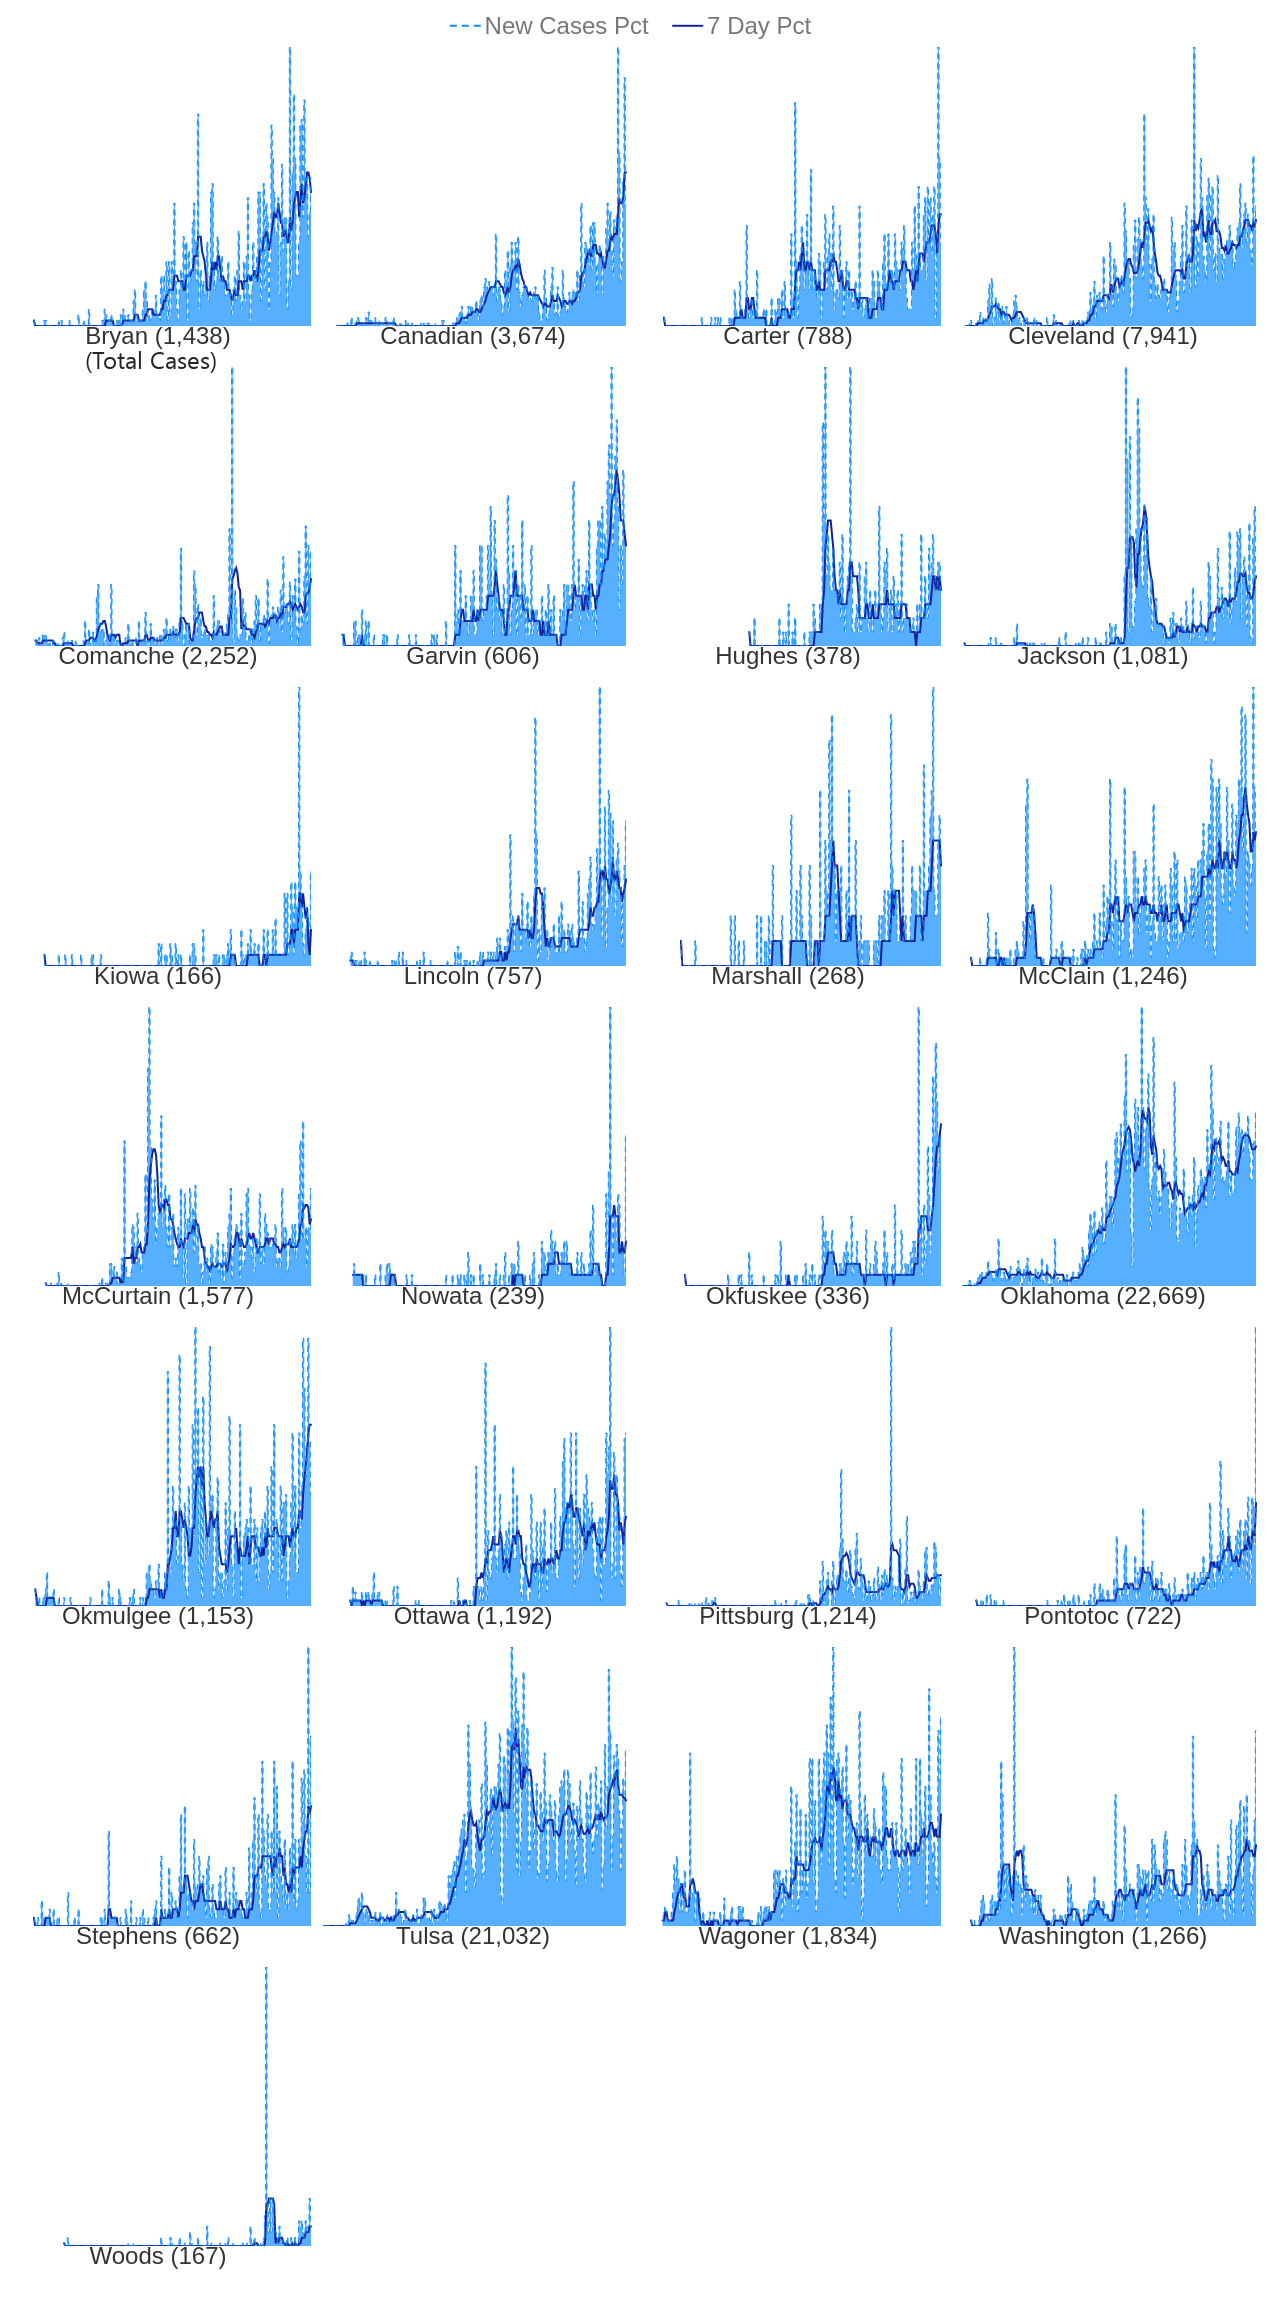 New Cases Pct 7 Day Pct
Bryan (1,438) Canadian (3,674) Carter (788) Cleveland (7,941)
(Total Cases)
Comanche (2,252) Garvin (606) Hughes (378) Jackson (1,081)
Kiowa (166) Lincoln (757) Marshall (268) McClain (1,246)
McCurtain (1,577) Nowata (239) Okfuskee (336) Oklahoma (22,669)
Okmulgee (1,153) Ottawa (1,192) Pittsburg (1,214) Pontotoc (722)
Stephens (662) Tulsa (21,032) Wagoner (1,834) Washington (1,266)
Woods (167)